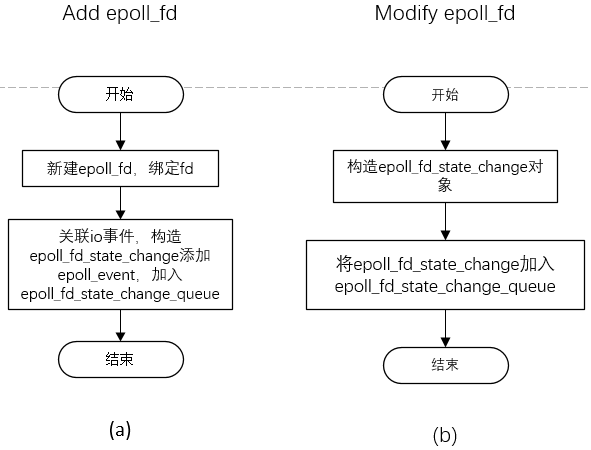 Add epoll_fd
开始
新建epoll_fd，绑定fd
关联io事件，构造
epoll_fd_state_change添加
epoll_event，加入
epoll_fd_state_change_queue
结束
(a)
Modify epoll_fd
开始
构造epoll_fd_state_change对
象
将epoll_fd_state_change加入
epoll_fd_state_change_queue
结束
(b)